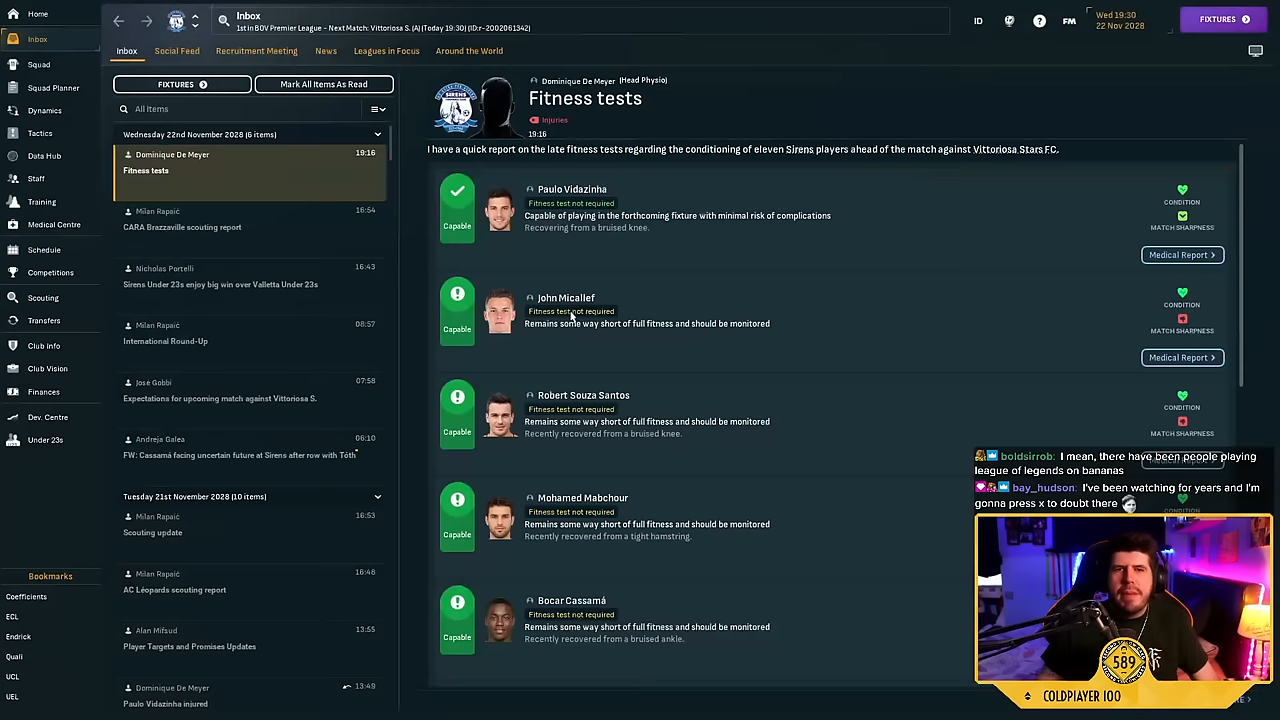 Home
Inbox
Squad
Squad Planner
Dynamics
Tactics
Data Hub
Staff
Training
Medical Centre
Schedule
Competitions
Scouting
Transfers
Club Info
Club Vision
Finances
Dev. Centre
Under 23s
Bookmarks
Coefficients
ECL
Endrick
Quali
UCL
UEL
Inbox
1st in BOV Premier League - Next Match: Vittoriosa S. (A) (Today 19:30) (ID:r-2002061342)
ID
?
FM
Wed 19:30
22 Nov 2028
FIXTURES
Inbox
Social Feed
Recruitment Meeting
News
Leagues in Focus
Around the World
FIXTURES
Mark All Items As Read
All Items
Wednesday 22nd November 2028 (6 items)
Dominique De Meyer 19:16
Fitness tests
Milan Rapaić 16:54
CARA Brazzaville scouting report
Nicholas Portelli 16:43
Sirens Under 23s enjoy big win over Valletta Under 23s
Milan Rapaić 08:57
International Round-Up
José Gobbi 07:58
Expectations for upcoming match against Vittoriosa S.
Andreja Galea 06:10
FW: Cassamá facing uncertain future at Sirens after row with Tóth
Tuesday 21st November 2028 (10 items)
Milan Rapaić 16:53
Scouting update
Milan Rapaić 16:48
AC Léopards scouting report
Alan Mifsud 13:55
Player Targets and Promises Updates
Dominique De Meyer 13:49
Paulo Vidazinha injured
SIRENS
Dominique De Meyer (Head Physio)
Fitness tests
Injuries
19:16
I have a quick report on the late fitness tests regarding the conditioning of eleven Sirens players ahead of the match against Vittoriosa Stars F.C.
Capable
Paulo Vidazinha
Fitness test not required
Capable of playing in the forthcoming fixture with minimal risk of complications
Recovering from a bruised knee.
CONDITION
MATCH SHARPNESS
Medical Report
Capable
John Micallef
Fitness test not required
Remains some way short of full fitness and should be monitored
CONDITION
MATCH SHARPNESS
Medical Report
Capable
Robert Souza Santos
Fitness test not required
Remains some way short of full fitness and should be monitored
Recently recovered from a bruised knee.
CONDITION
MATCH SHARPNESS
Capable
Mohamed Mabchour
Fitness test not required
Remains some way short of full fitness and should be monitored
Recently recovered from a tight hamstring.
Capable
Bocar Cassamá
Fitness test not required
Remains some way short of full fitness and should be monitored
Recently recovered from a bruised ankle.
boldsirrob: I mean, there have been people playing
league of legends on bananas
bay_hudson: I've been watching for years and I'm
gonna press x to doubt there
589
COLDPLAYER 100